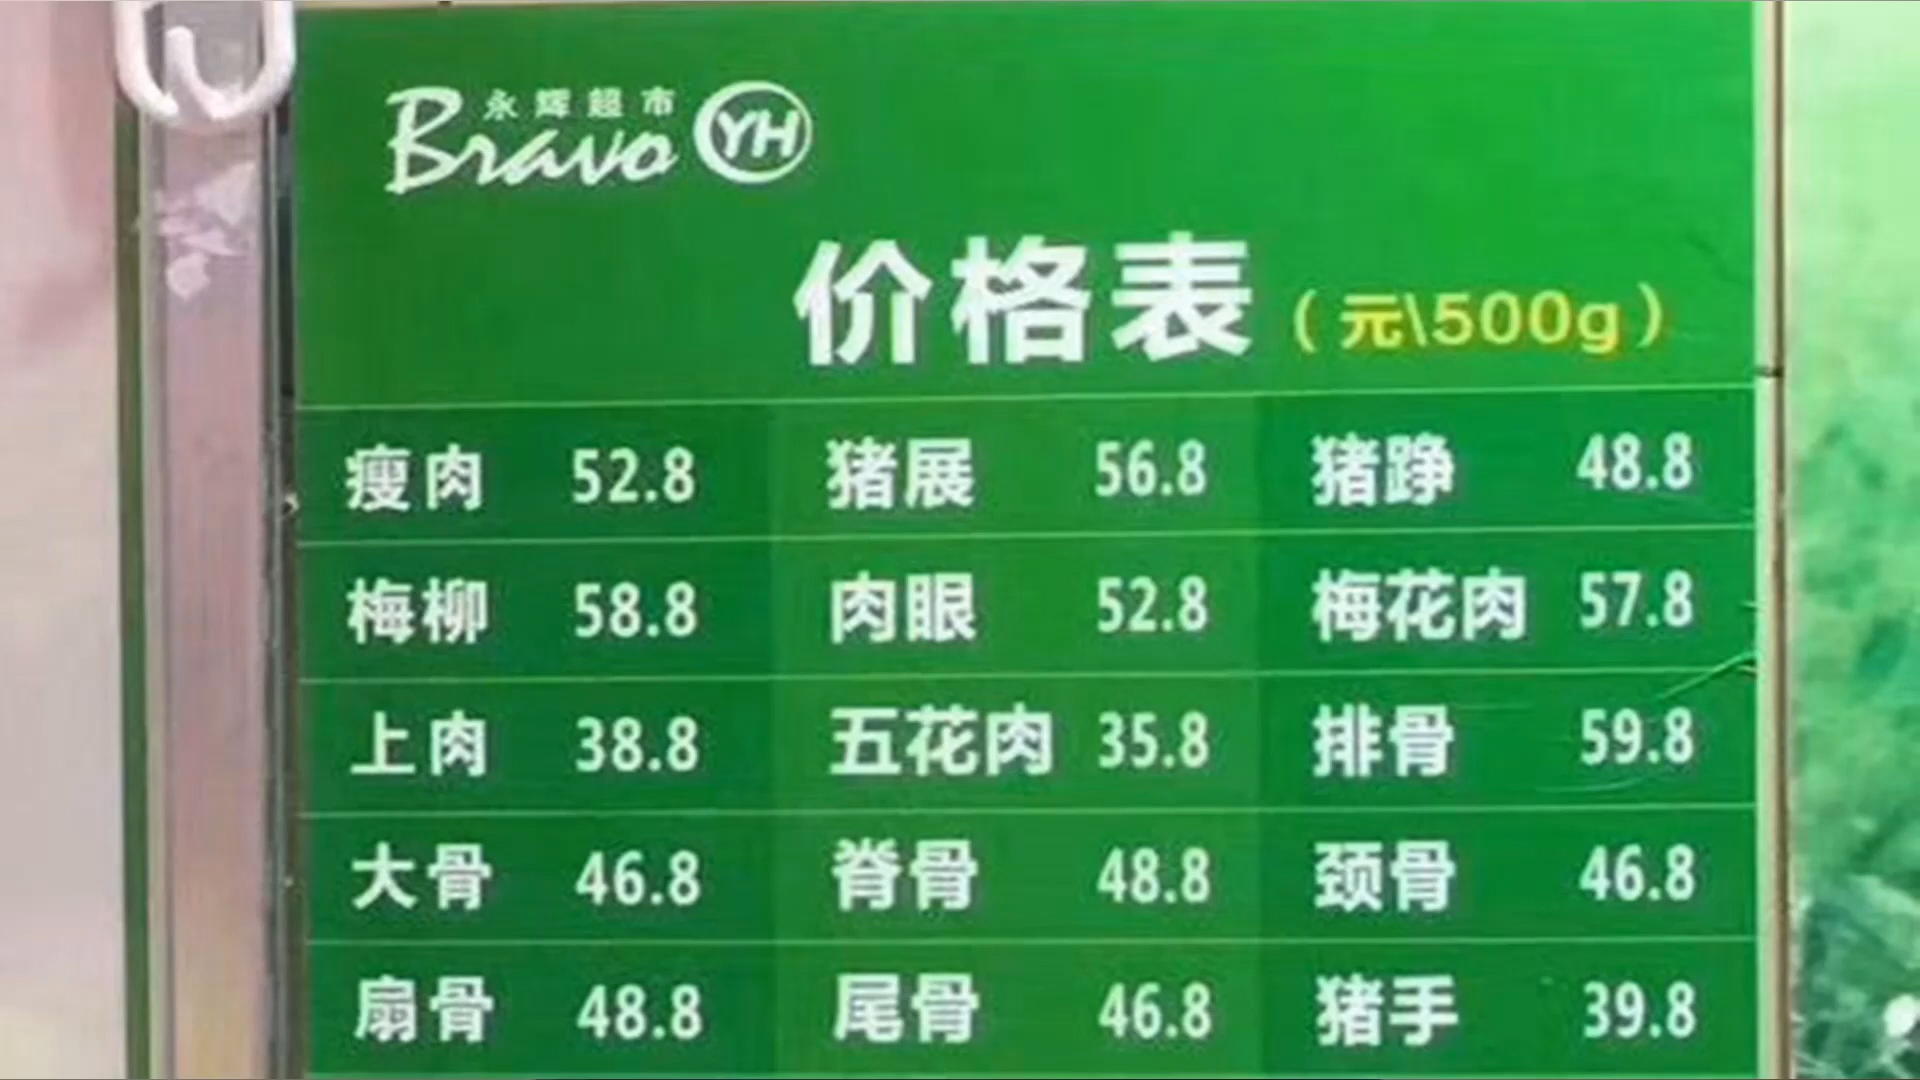 永辉超市
Bravo YH
价格表（元\500g）
瘦肉 52.8 猪展 56.8 猪踭 48.8
梅柳 58.8 肉眼 52.8 梅花肉 57.8
上肉 38.8 五花肉 35.8 排骨 59.8
大骨 46.8 脊骨 48.8 颈骨 46.8
扇骨 48.8 尾骨 46.8 猪手 39.8